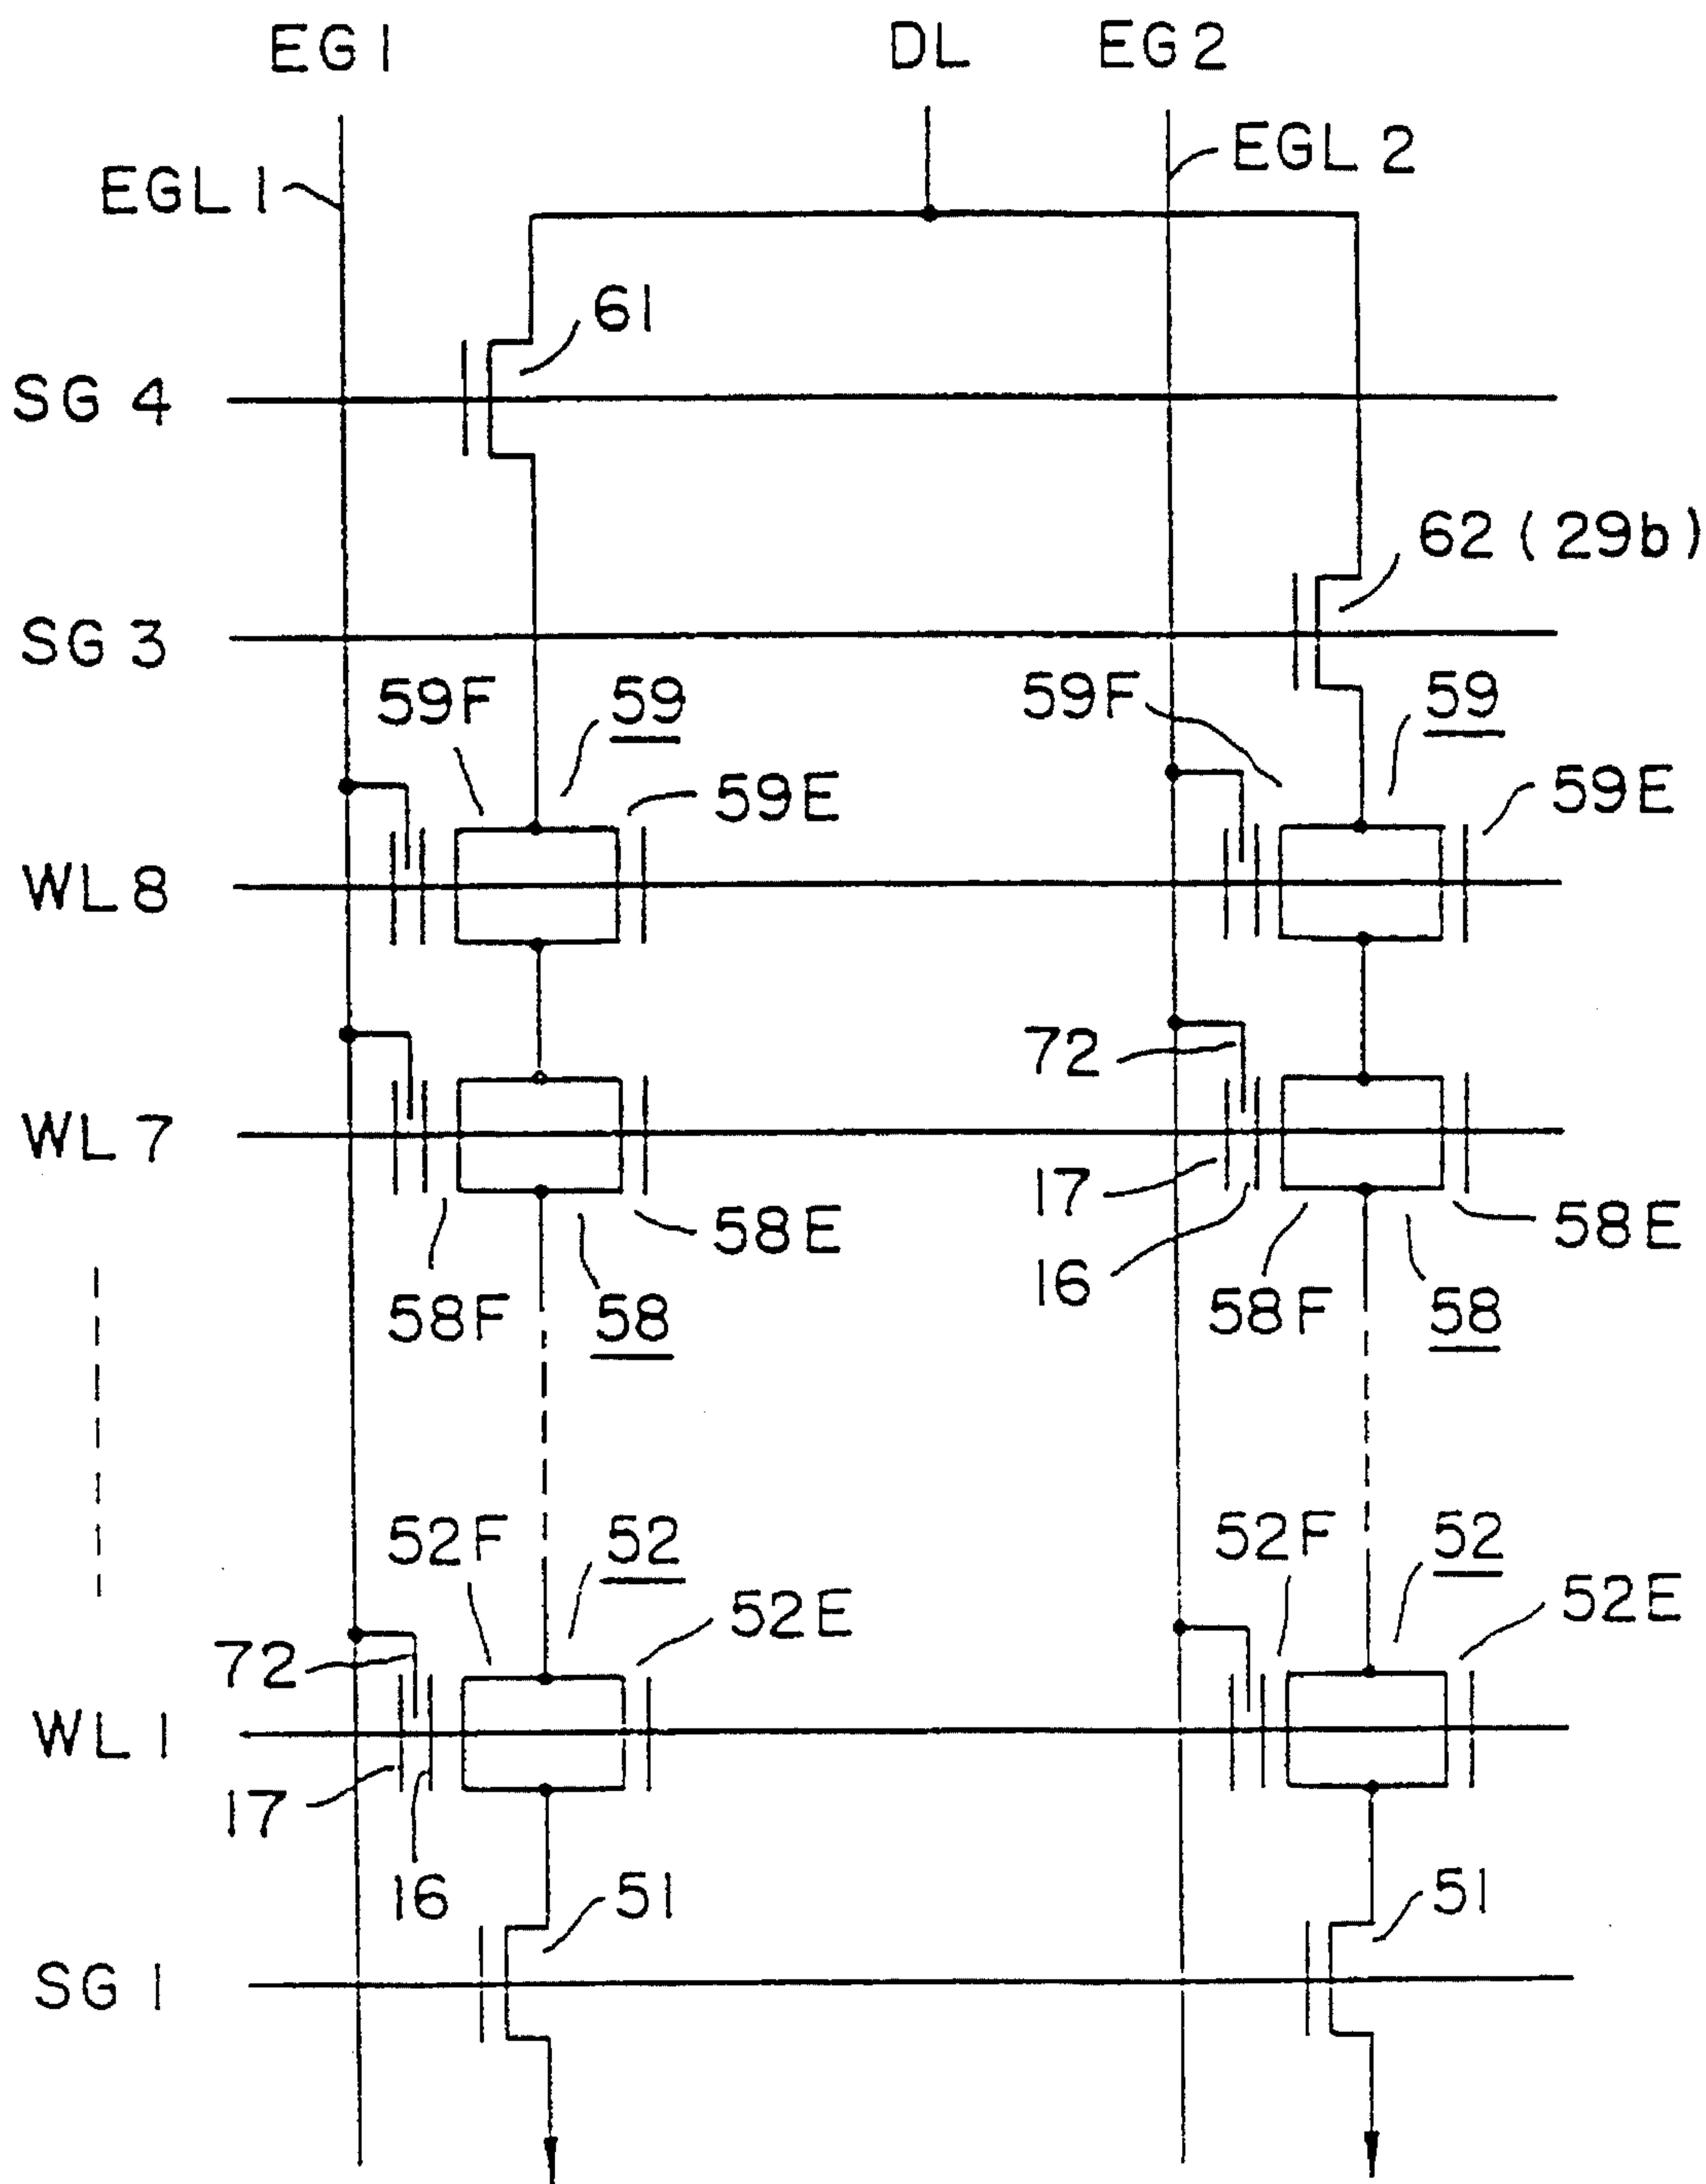 EG1 DL EG2
EGL1 EGL2
61
SG4
62(29b)
SG3
59F 59 59F 59
59E 59E
WL8
72
WL7
17
58E 58E
16
58F 58 58F 58
52F 52 52F 52
52E 52E
72
WL1
17
16 51 51
SG1